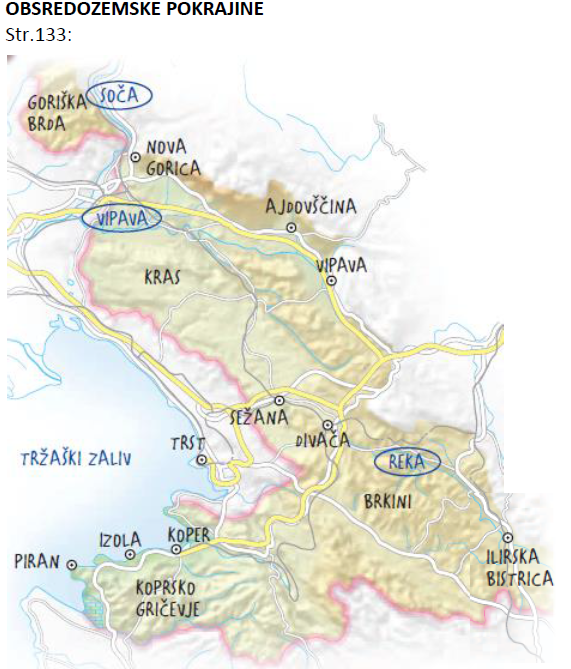 OBSREDOZEMSKE POKRAJINE
Str.133:
GORIŠKA
BRDA
SOČA
NOVA
GORICA
AJDOVŠČINA
VIPAVA
VIPAVA
KRAS
SEŽANA
DIVAČA
TRST
TRŽAŠKI ZALIV
REKA
BRKINI
IZOLA
KOPER
PIRAN
ILIRSKA
BISTRICA
KOPRSKO
GRIČEVJE